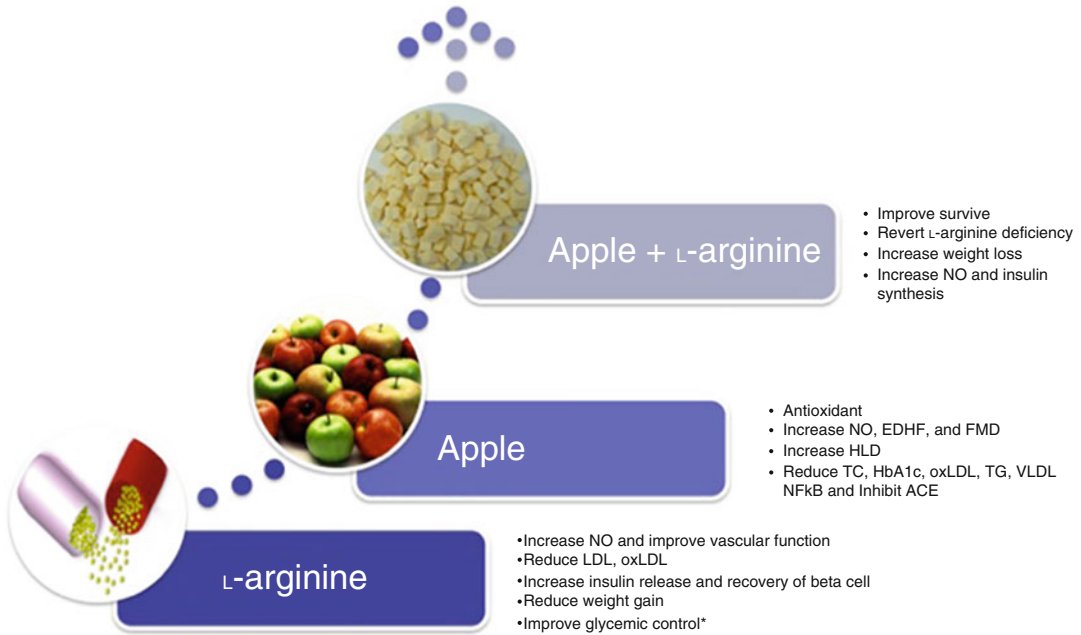 Apple + L-arginine
• Improve survive
• Revert L-arginine deficiency
• Increase weight loss
• Increase NO and insulin
synthesis
Apple
• Antioxidant
• Increase NO, EDHF, and FMD
• Increase HLD
• Reduce TC, HbA1c, oxLDL, TG, VLDL
NFkB and Inhibit ACE
L-arginine
•Increase NO and improve vascular function
•Reduce LDL, oxLDL
•Increase insulin release and recovery of beta cell
•Reduce weight gain
•Improve glycemic control*